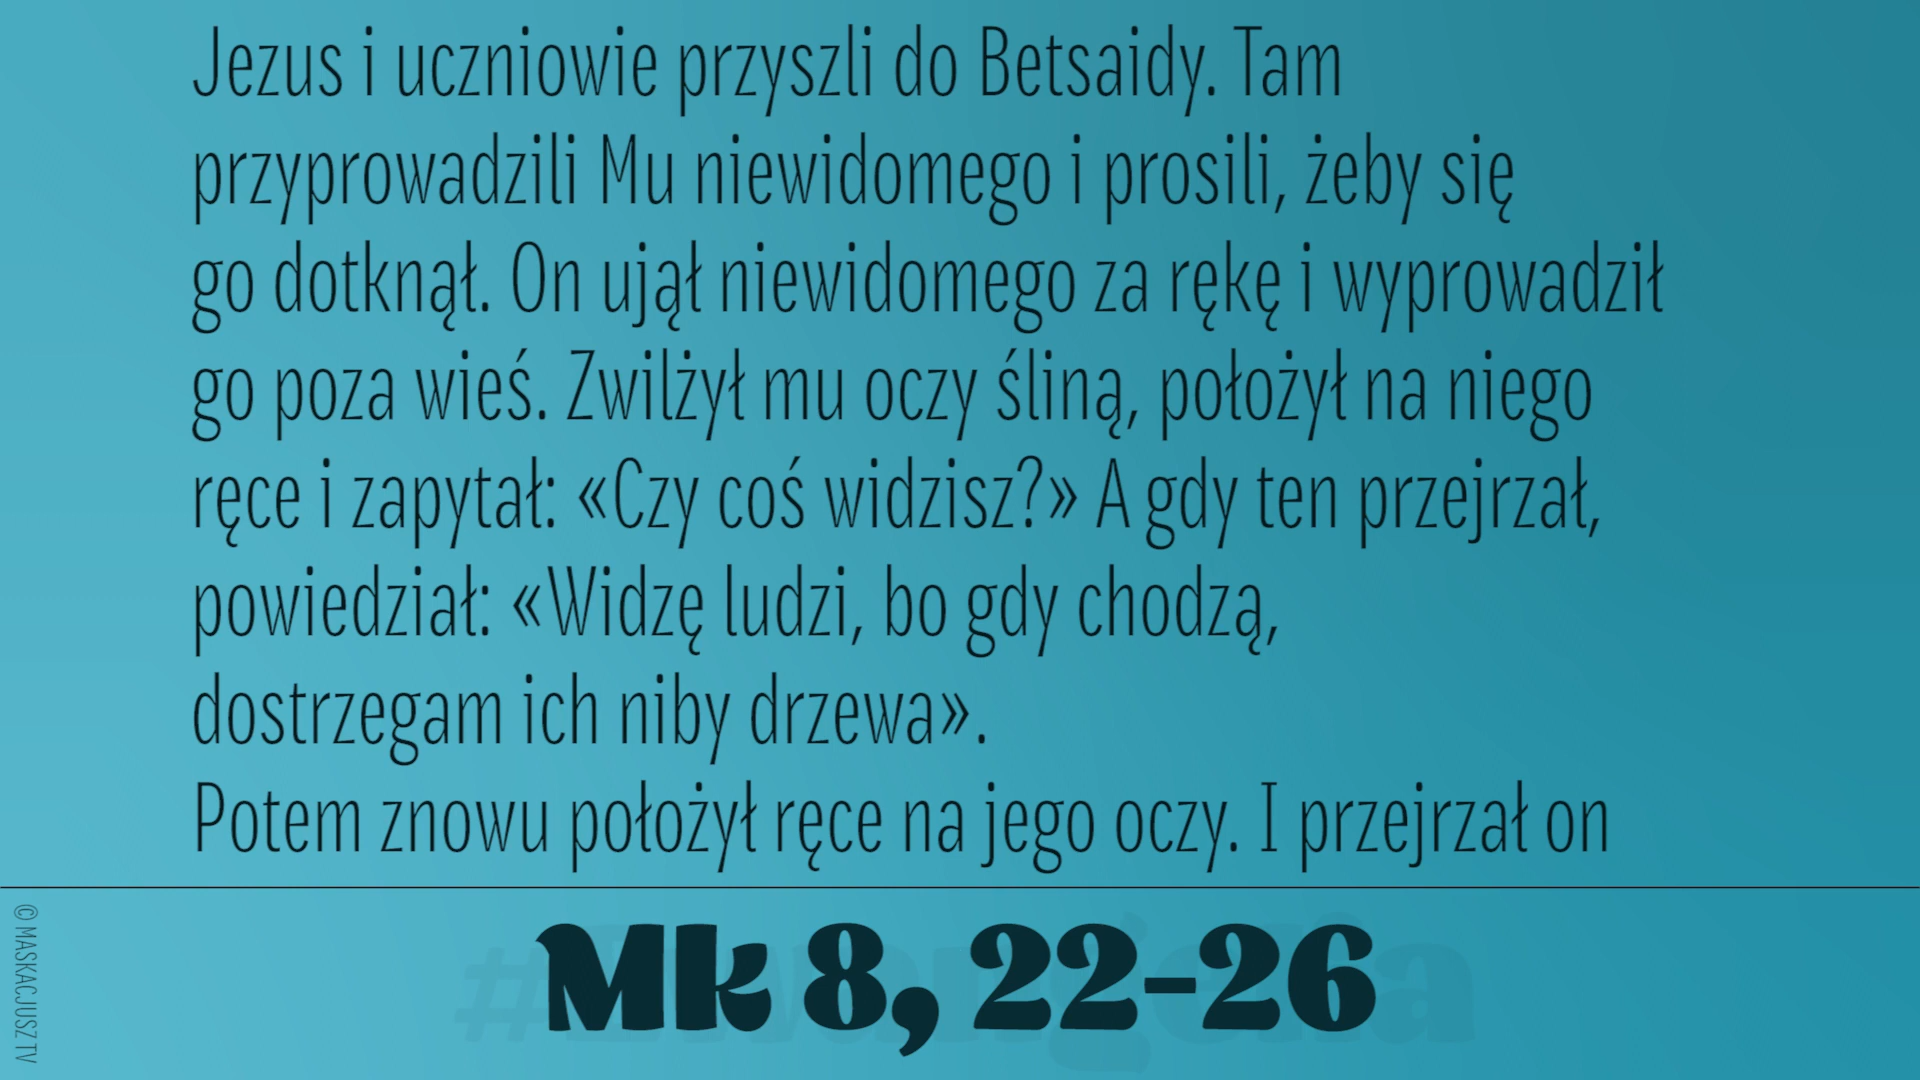 Jezus i uczniowie przyszli do Betsaidy. Tam
przyprowadzili Mu niewidomego i prosili, żeby się
go dotknął. On ujął niewidomego za rękę i wyprowadził
go poza wieś. Zwilżył mu oczy śliną, położył na niego
ręce i zapytał: «Czy coś widzisz?» A gdy ten przejrzał,
powiedział: «Widzę ludzi, bo gdy chodzą,
dostrzegam ich niby drzewa».
Potem znowu położył ręce na jego oczy. I przejrzał on
#Ewangelia
Mk 8, 22-26
© MASKACJUSZ TV